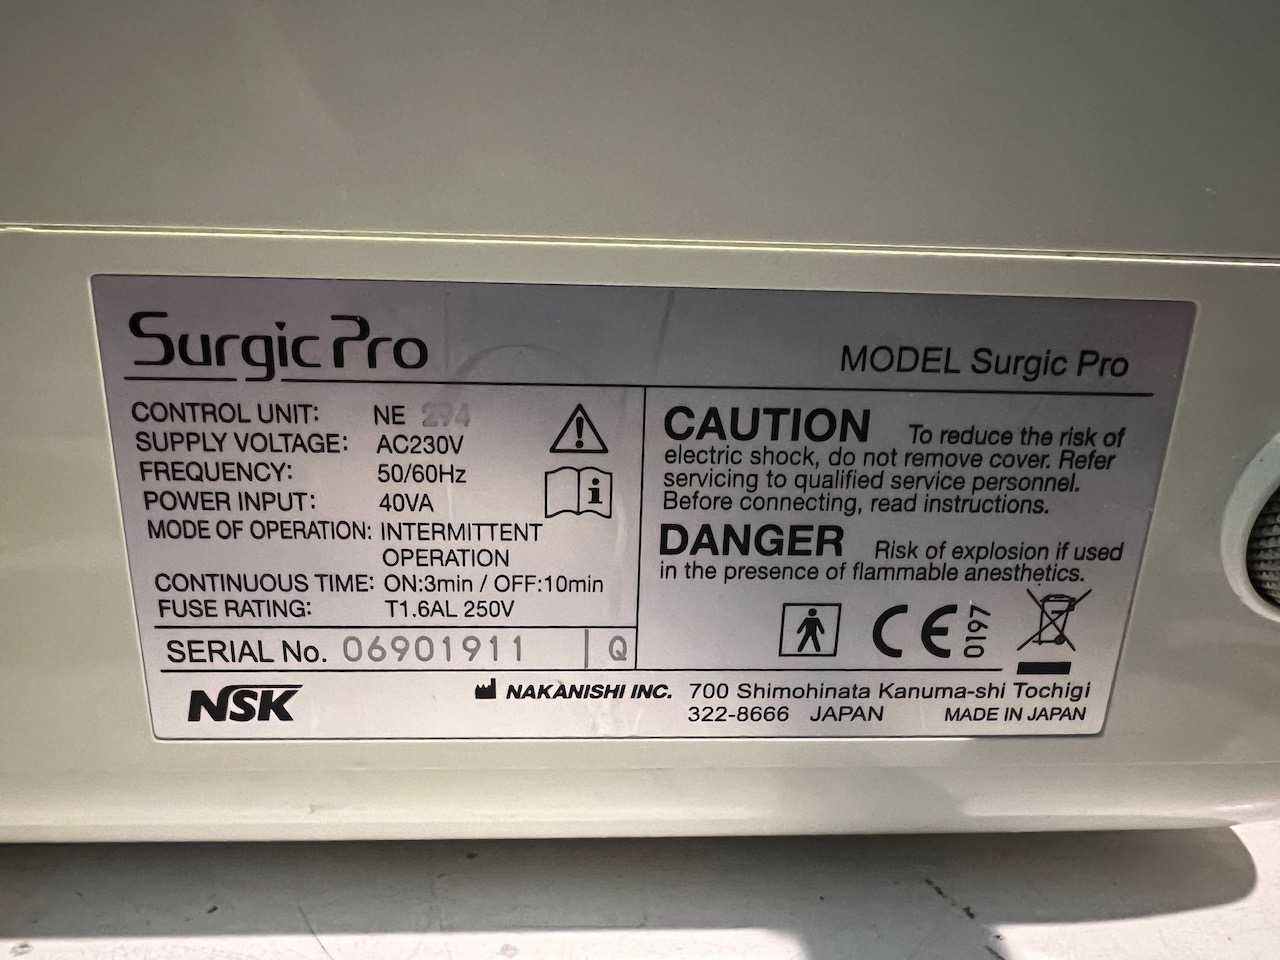 Surgic Pro
MODEL Surgic Pro
CONTROL UNIT: NE 294
SUPPLY VOLTAGE: AC230V
FREQUENCY: 50/60Hz
POWER INPUT: 40VA
MODE OF OPERATION: INTERMITTENT
OPERATION
CONTINUOUS TIME: ON:3min / OFF:10min
FUSE RATING: T1.6AL 250V
SERIAL No. 06901911 Q
CAUTION To reduce the risk of
electric shock, do not remove cover. Refer
servicing to qualified service personnel.
Before connecting, read instructions.
DANGER Risk of explosion if used
in the presence of flammable anesthetics.
CE 0197
NSK
NAKANISHI INC. 700 Shimohinata Kanuma-shi Tochigi
322-8666 JAPAN MADE IN JAPAN